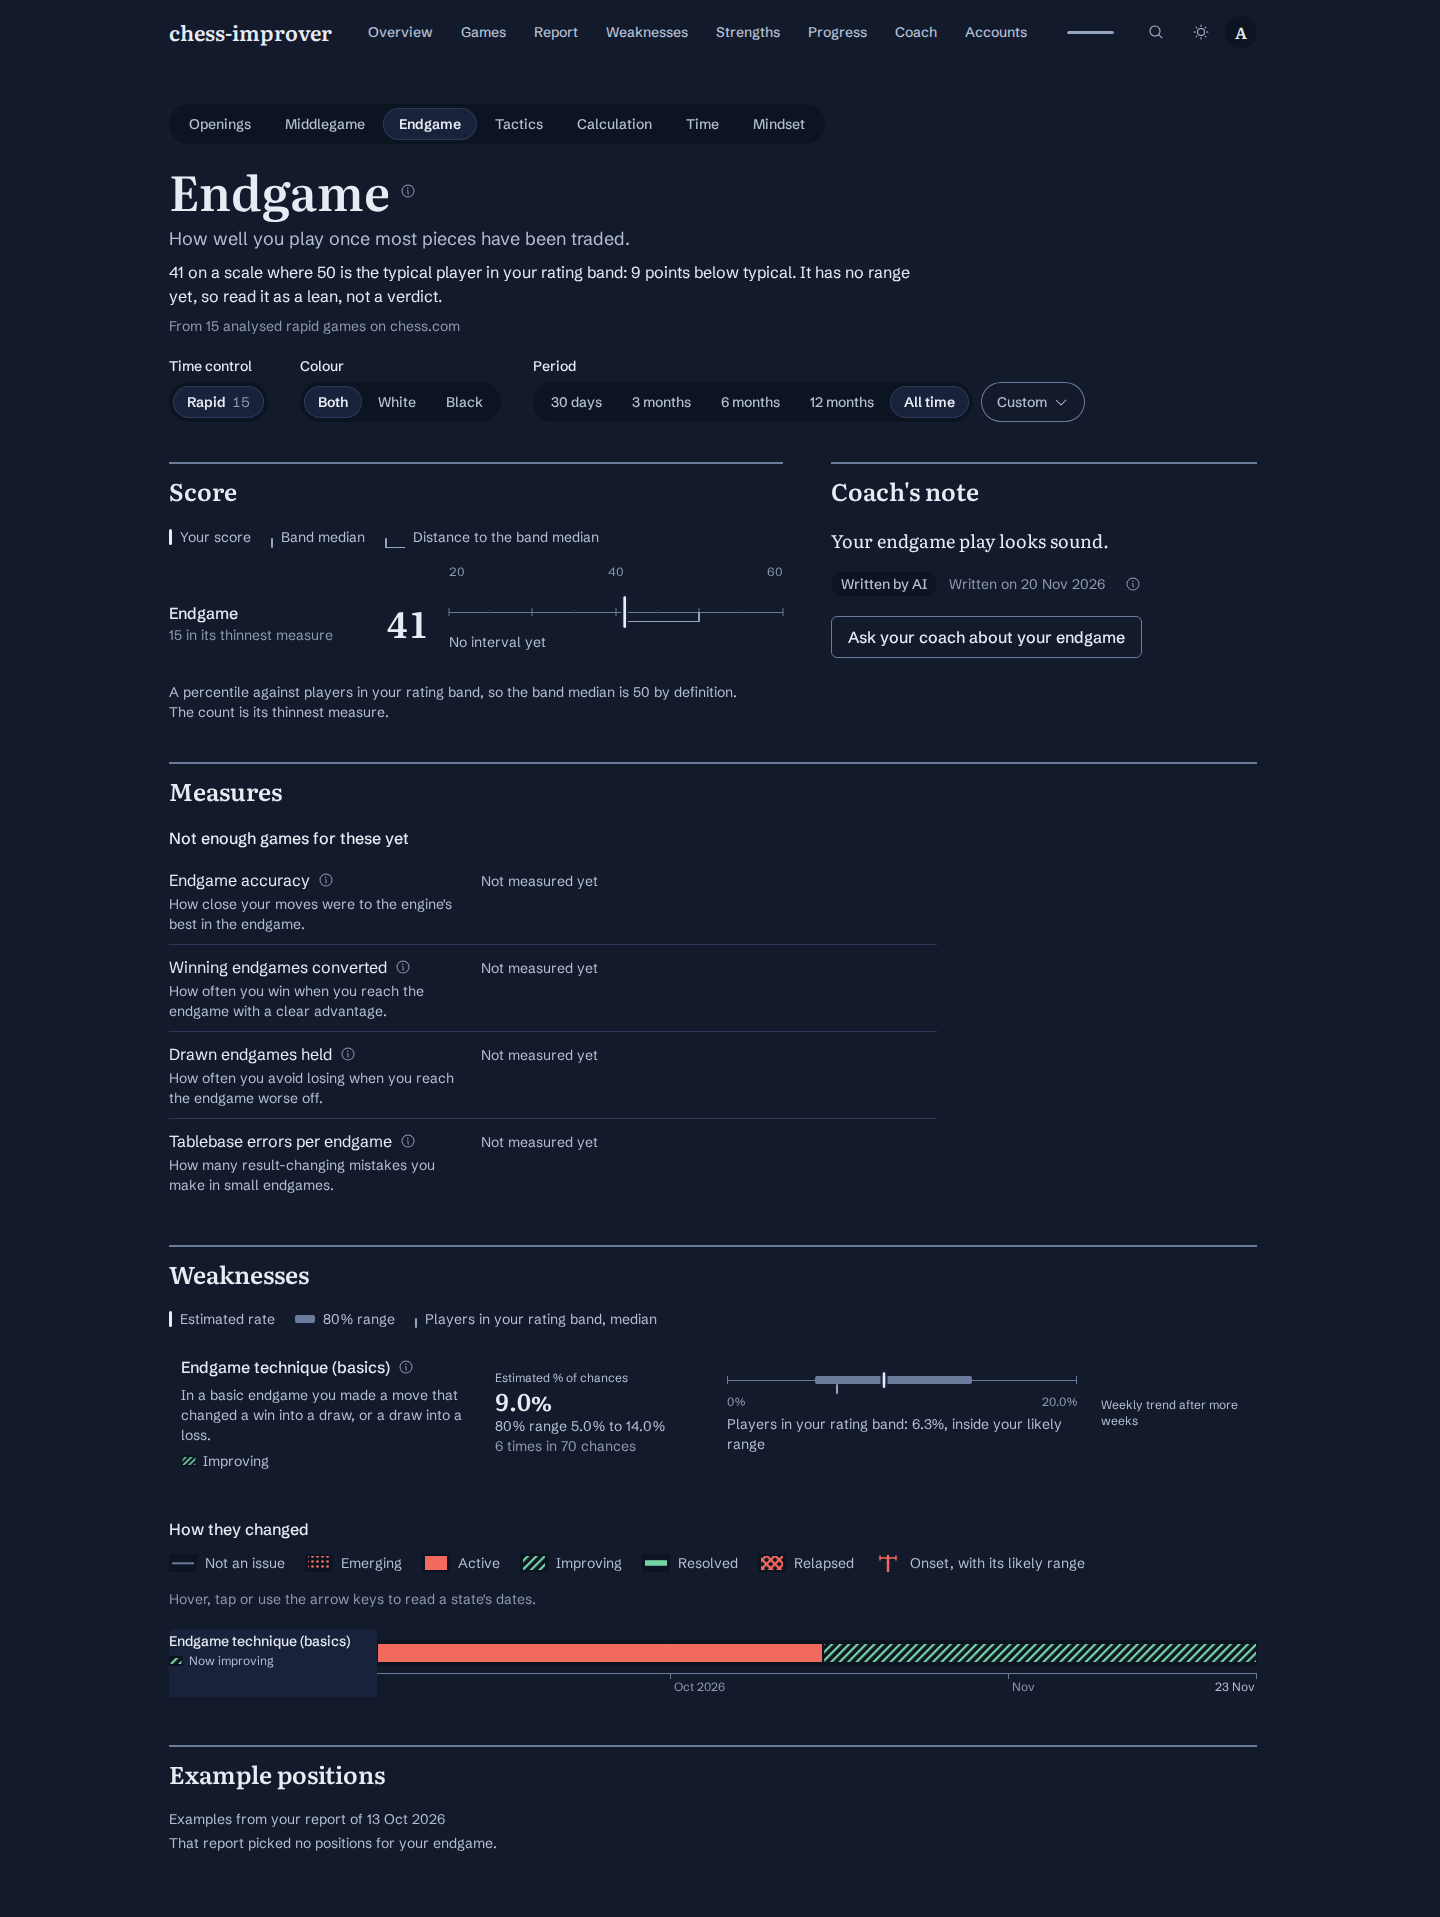 chess-improver
Overview Games Report Weaknesses Strengths Progress Coach Accounts
A
Openings Middlegame Endgame Tactics Calculation Time Mindset
Endgame
How well you play once most pieces have been traded.
41 on a scale where 50 is the typical player in your rating band: 9 points below typical. It has no range
yet, so read it as a lean, not a verdict.
From 15 analysed rapid games on chess.com
Time control Colour Period
Rapid 15 Both White Black 30 days 3 months 6 months 12 months All time Custom
Score
Your score Band median Distance to the band median
20 40 60
Endgame
15 in its thinnest measure
41
No interval yet
A percentile against players in your rating band, so the band median is 50 by definition.
The count is its thinnest measure.
Coach's note
Your endgame play looks sound.
Written by AI Written on 20 Nov 2026
Ask your coach about your endgame
Measures
Not enough games for these yet
Endgame accuracy Not measured yet
How close your moves were to the engine's
best in the endgame.
Winning endgames converted Not measured yet
How often you win when you reach the
endgame with a clear advantage.
Drawn endgames held Not measured yet
How often you avoid losing when you reach
the endgame worse off.
Tablebase errors per endgame Not measured yet
How many result-changing mistakes you
make in small endgames.
Weaknesses
Estimated rate 80% range Players in your rating band, median
Endgame technique (basics)
In a basic endgame you made a move that
changed a win into a draw, or a draw into a
loss.
Improving
Estimated % of chances
9.0%
80% range 5.0% to 14.0%
6 times in 70 chances
0% 20.0%
Players in your rating band: 6.3%, inside your likely
range
Weekly trend after more
weeks
How they changed
Not an issue Emerging Active Improving Resolved Relapsed Onset, with its likely range
Hover, tap or use the arrow keys to read a state's dates.
Endgame technique (basics)
Now improving
Oct 2026 Nov 23 Nov
Example positions
Examples from your report of 13 Oct 2026
That report picked no positions for your endgame.